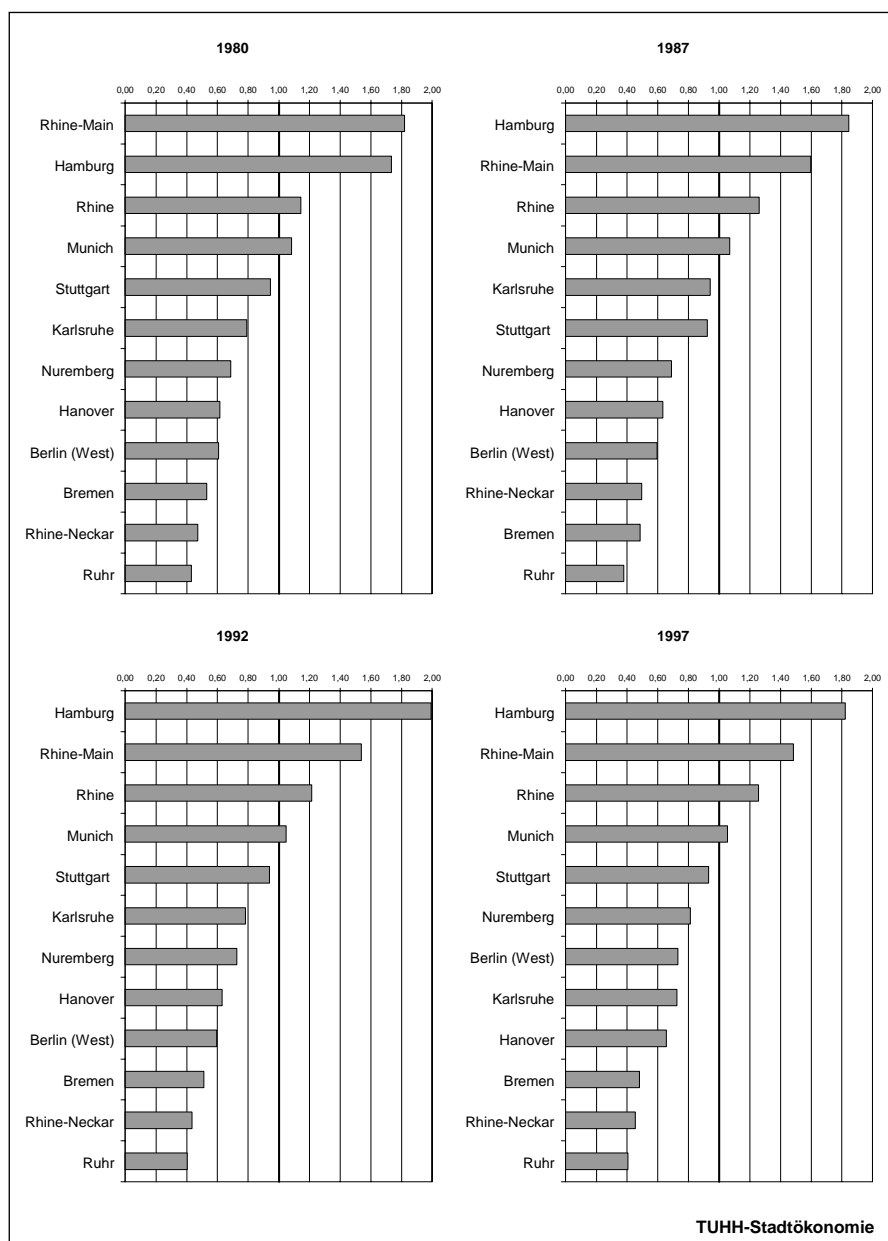 1980
0,00 0,20 0,40 0,60 0,80 1,00 1,20 1,40 1,60 1,80 2,00
Rhine-Main
Hamburg
Rhine
Munich
Stuttgart
Karlsruhe
Nuremberg
Hanover
Berlin (West)
Bremen
Rhine-Neckar
Ruhr
1987
0,00 0,20 0,40 0,60 0,80 1,00 1,20 1,40 1,60 1,80 2,00
Hamburg
Rhine-Main
Rhine
Munich
Karlsruhe
Stuttgart
Nuremberg
Hanover
Berlin (West)
Rhine-Neckar
Bremen
Ruhr
1992
0,00 0,20 0,40 0,60 0,80 1,00 1,20 1,40 1,60 1,80 2,00
Hamburg
Rhine-Main
Rhine
Munich
Stuttgart
Karlsruhe
Nuremberg
Hanover
Berlin (West)
Bremen
Rhine-Neckar
Ruhr
1997
0,00 0,20 0,40 0,60 0,80 1,00 1,20 1,40 1,60 1,80 2,00
Hamburg
Rhine-Main
Rhine
Munich
Stuttgart
Nuremberg
Berlin (West)
Karlsruhe
Hanover
Bremen
Rhine-Neckar
Ruhr
TUHH-Stadtökonomie